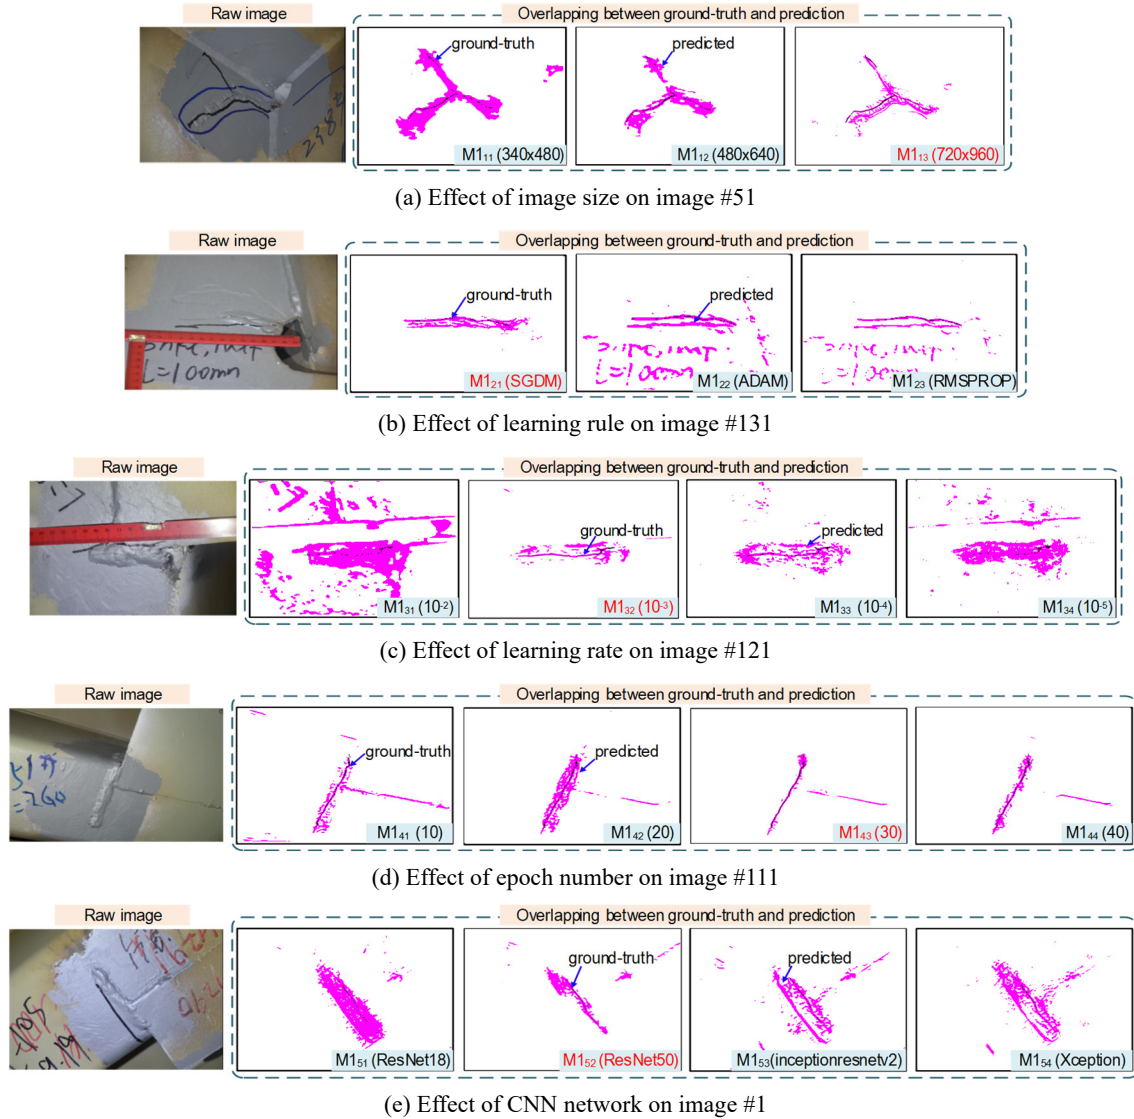 Raw image
Overlapping between ground-truth and prediction
ground-truth
predicted
M1₁₁ (340x480)
M1₁₂ (480x640)
M1₁₃ (720x960)
(a) Effect of image size on image #51
Raw image
Overlapping between ground-truth and prediction
ground-truth
predicted
L=100mm
M1₂₁ (SGDM)
M1₂₂ (ADAM)
M1₂₃ (RMSPROP)
(b) Effect of learning rule on image #131
Raw image
Overlapping between ground-truth and prediction
ground-truth
predicted
M1₃₁ (10⁻²)
M1₃₂ (10⁻³)
M1₃₃ (10⁻⁴)
M1₃₄ (10⁻⁵)
(c) Effect of learning rate on image #121
Raw image
Overlapping between ground-truth and prediction
ground-truth
predicted
M1₄₁ (10)
M1₄₂ (20)
M1₄₃ (30)
M1₄₄ (40)
(d) Effect of epoch number on image #111
Raw image
Overlapping between ground-truth and prediction
ground-truth
predicted
M1₅₁ (ResNet18)
M1₅₂ (ResNet50)
M1₅₃(inceptionresnetv2)
M1₅₄ (Xception)
(e) Effect of CNN network on image #1